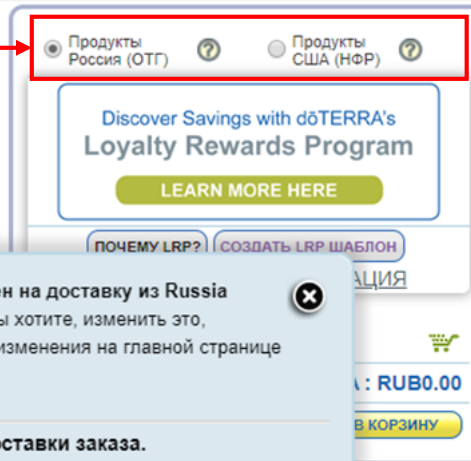 Продукты
Россия (ОТГ)
?
Продукты
США (НФР)
?
Discover Savings with dōTERRA's
Loyalty Rewards Program
LEARN MORE HERE
ПОЧЕМУ LRP?
СОЗДАТЬ LRP ШАБЛОН
АЦИЯ
ен на доставку из Russia
ы хотите, изменить это,
изменения на главной странице
: RUB0.00
В КОРЗИНУ
ставки заказа.